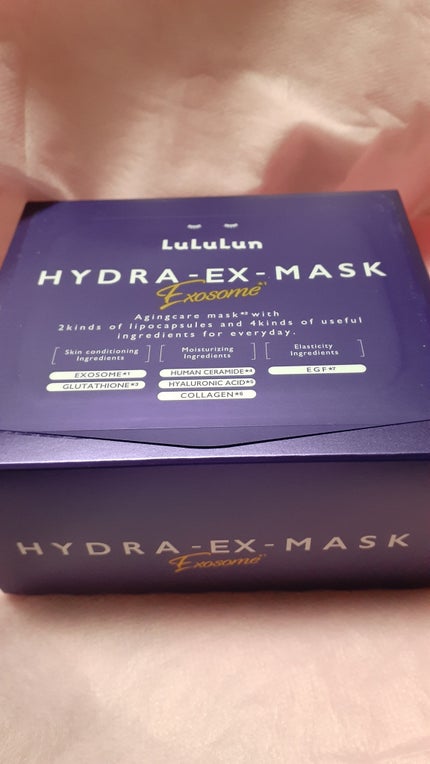 LuLuLun
HYDRA-EX-MASK
Exosome*1
Agingcare mask*2 with
2kinds of lipocapsules and 4kinds of useful
ingredients for everyday.
Skin conditioning
Ingredients
EXOSOME*1
GLUTATHIONE*3
Moisturizing
Ingredients
HUMAN CERAMIDE*4
HYALURONIC ACID*5
COLLAGEN*6
Elasticity
Ingredients
EGF*7
HYDRA-EX-MASK
Exosome*1